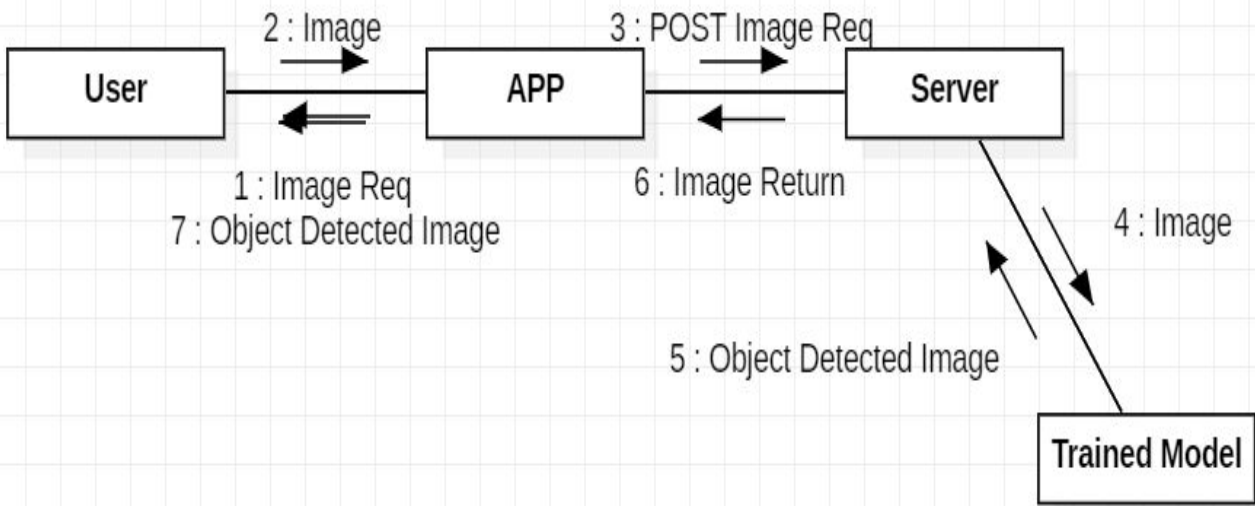 2 : Image
3 : POST Image Req
User
APP
Server
1 : Image Req
7 : Object Detected Image
6 : Image Return
4 : Image
5 : Object Detected Image
Trained Model